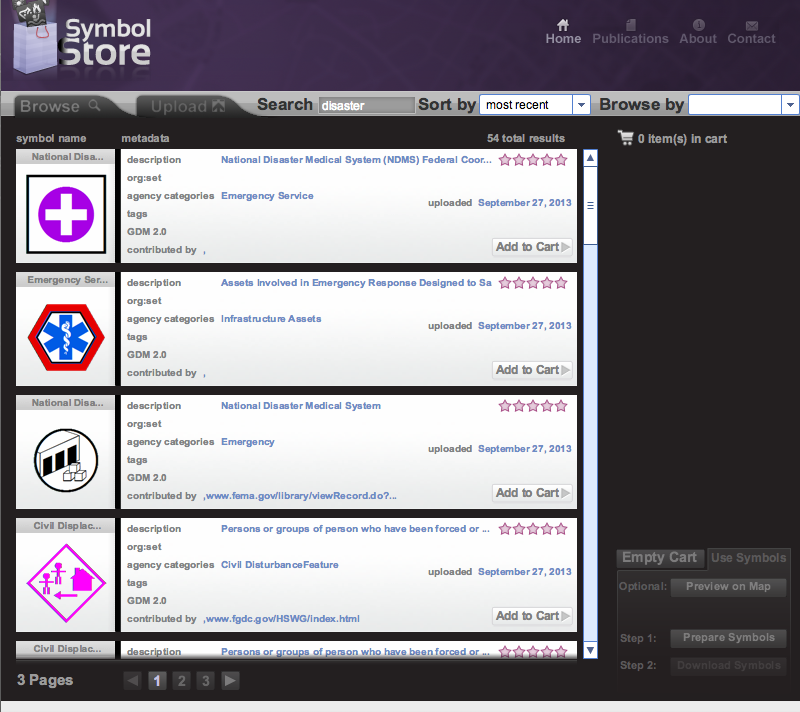 Symbol
Store
Home Publications About Contact
Browse Upload Search disaster Sort by most recent Browse by
symbol name metadata 54 total results 0 item(s) in cart
National Disa...
description National Disaster Medical System (NDMS) Federal Coor...
org:set
agency categories Emergency Service
uploaded September 27, 2013
tags
GDM 2.0
contributed by ,
Add to Cart
Emergency Ser...
description Assets Involved in Emergency Response Designed to Sa
org:set
agency categories Infrastructure Assets
uploaded September 27, 2013
tags
GDM 2.0
contributed by ,
Add to Cart
National Disa...
description National Disaster Medical System
org:set
agency categories Emergency
uploaded September 27, 2013
tags
GDM 2.0
contributed by ,www.fema.gov/library/viewRecord.do?...
Add to Cart
Civil Displac...
description Persons or groups of person who have been forced or ...
org:set
agency categories Civil DisturbanceFeature
uploaded September 27, 2013
tags
GDM 2.0
contributed by ,www.fgdc.gov/HSWG/index.html
Add to Cart
Civil Displac...
description Persons or groups of person who have been forced or ...
3 Pages 1 2 3
Empty Cart Use Symbols
Optional: Preview on Map
Step 1: Prepare Symbols
Step 2: Download Symbols